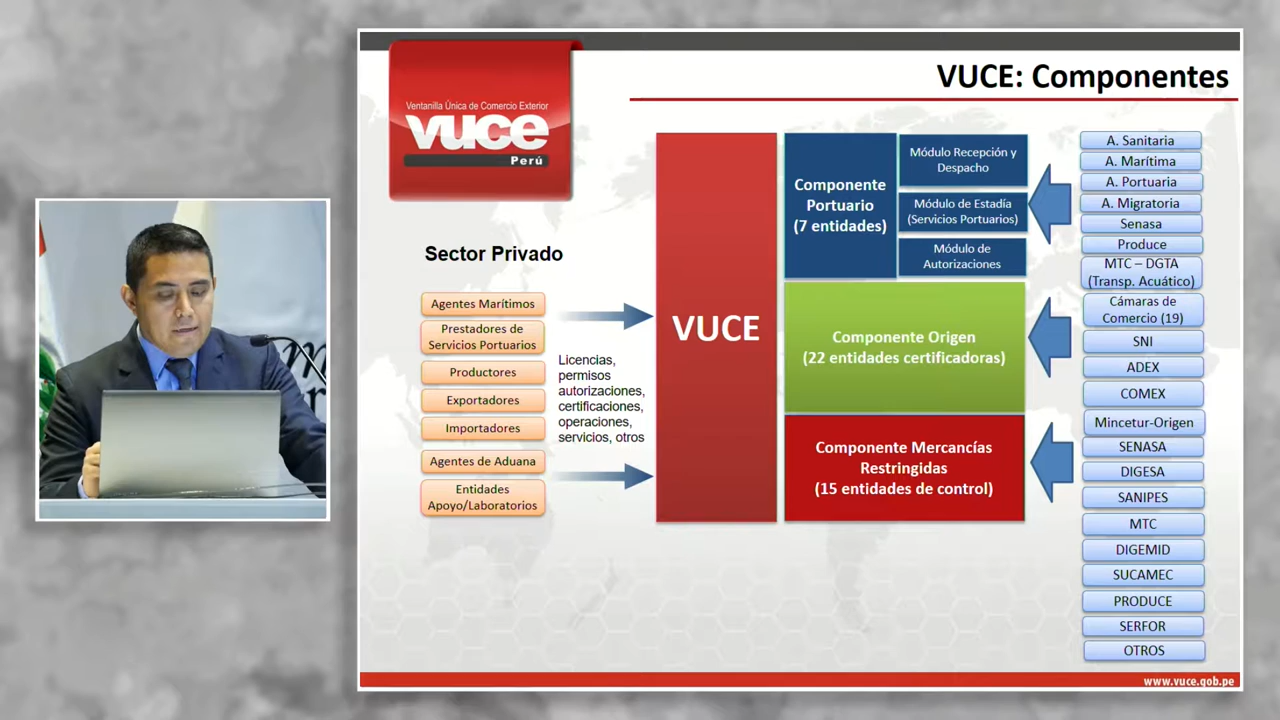 VUCE: Componentes
Ventanilla Única de Comercio Exterior
vuce
Perú
Sector Privado
Agentes Marítimos
Prestadores de
Servicios Portuarios
Productores
Exportadores
Importadores
Agentes de Aduana
Entidades
Apoyo/Laboratorios
Licencias,
permisos
autorizaciones,
certificaciones,
operaciones,
servicios, otros
VUCE
Componente
Portuario
(7 entidades)
Módulo Recepción y
Despacho
Módulo de Estadía
(Servicios Portuarios)
Módulo de
Autorizaciones
Componente Origen
(22 entidades certificadoras)
Componente Mercancías
Restringidas
(15 entidades de control)
A. Sanitaria
A. Marítima
A. Portuaria
A. Migratoria
Senasa
Produce
MTC – DGTA
(Transp. Acuático)
Cámaras de
Comercio (19)
SNI
ADEX
COMEX
Mincetur-Origen
SENASA
DIGESA
SANIPES
MTC
DIGEMID
SUCAMEC
PRODUCE
SERFOR
OTROS
www.vuce.gob.pe